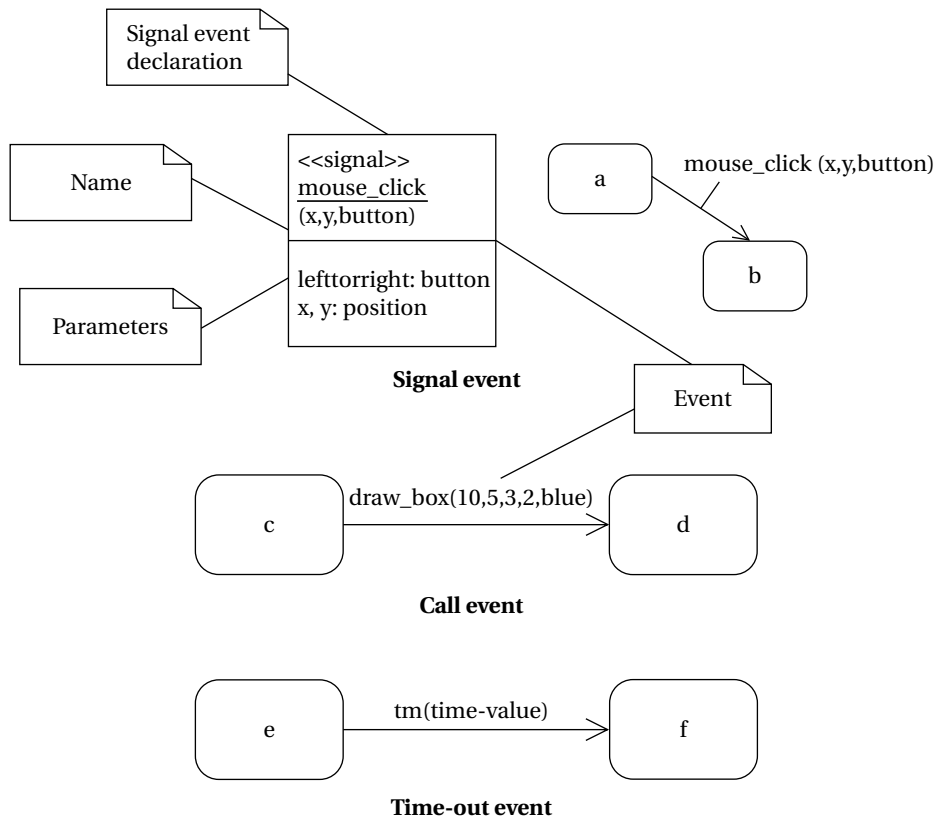 Signal event
declaration
<<signal>>
mouse_click
(x,y,button)
Name
a
mouse_click (x,y,button)
b
lefttorright: button
x, y: position
Parameters
Signal event
Event
c
draw_box(10,5,3,2,blue)
d
Call event
e
tm(time-value)
f
Time-out event